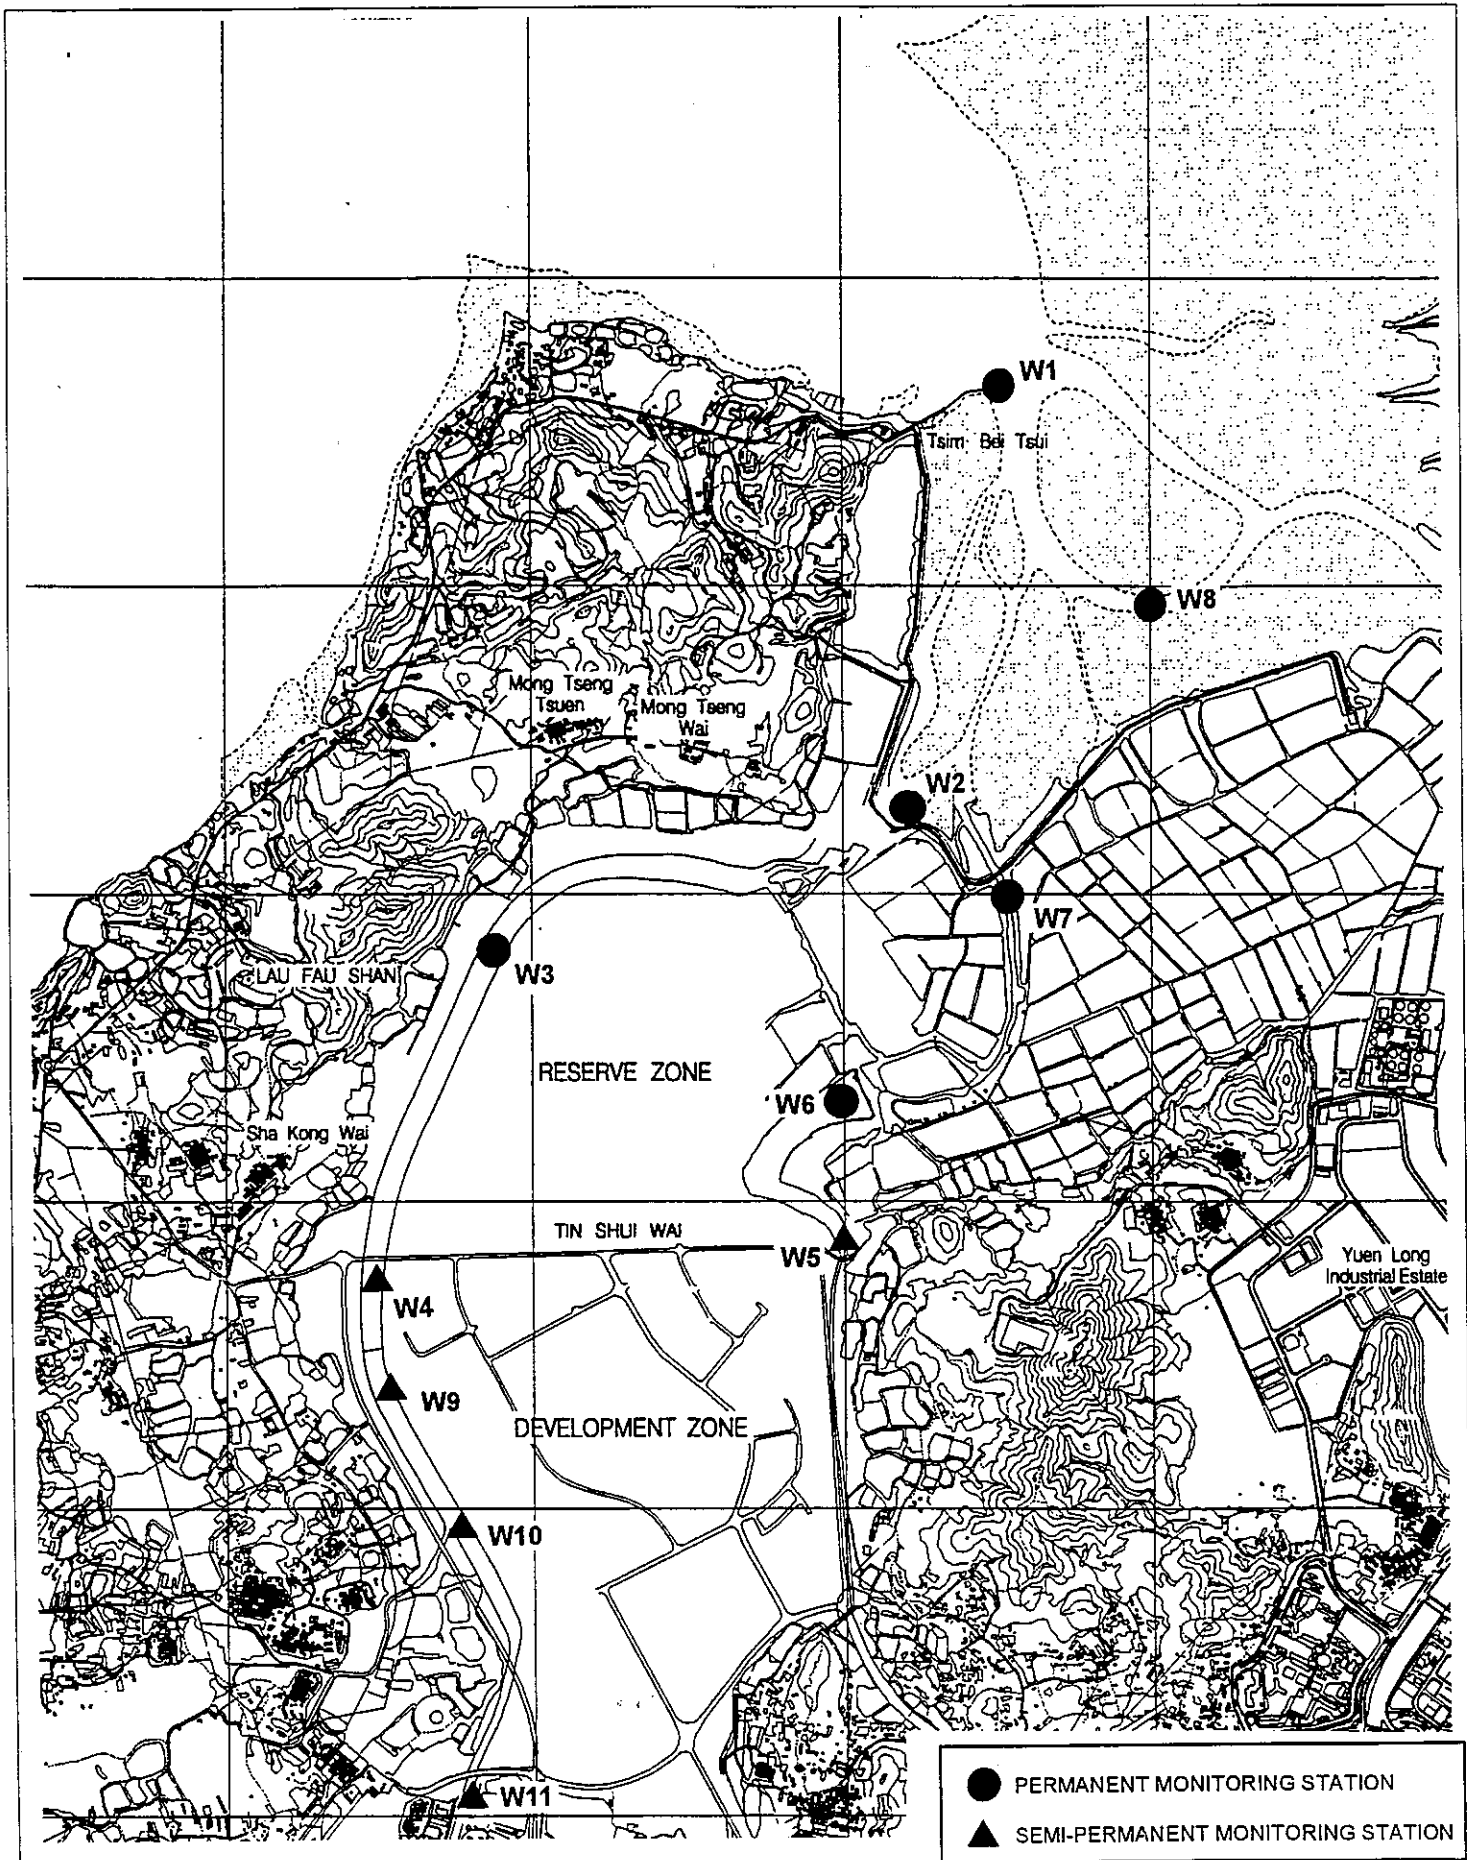 W1
Tsim Bei Tsui
W8
Mong Tseng
Tsuen
Mong Tseng
Wai
W2
W7
W3
LAU FAU SHAN
RESERVE ZONE
W6
Sha Kong Wai
TIN SHUI WAI
W5
Yuen Long
Industrial Estate
W4
W9
DEVELOPMENT ZONE
W10
W11
PERMANENT MONITORING STATION
SEMI-PERMANENT MONITORING STATION